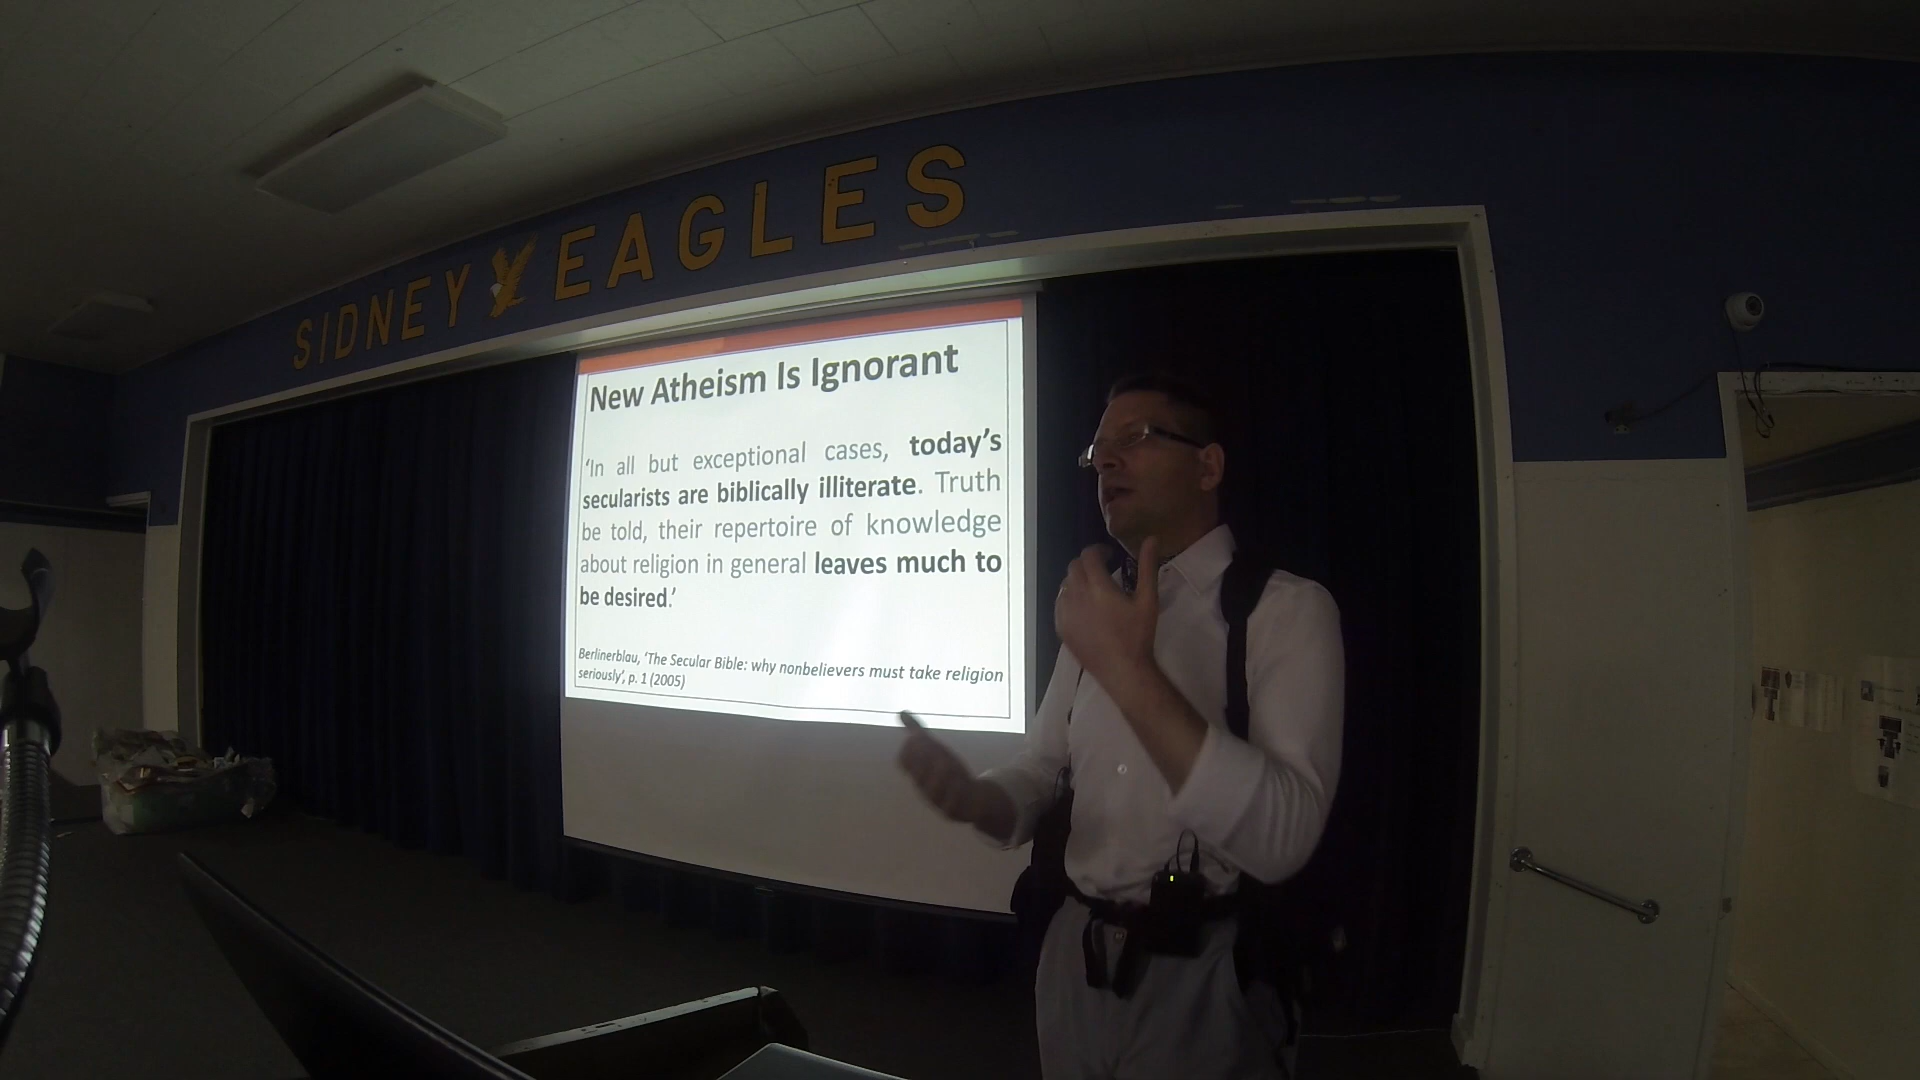 SIDNEY EAGLES
New Atheism Is Ignorant
‘In all but exceptional cases, today’s
secularists are biblically illiterate. Truth
be told, their repertoire of knowledge
about religion in general leaves much to
be desired.’
Berlinerblau, ‘The Secular Bible: why nonbelievers must take religion
seriously’, p. 1 (2005)